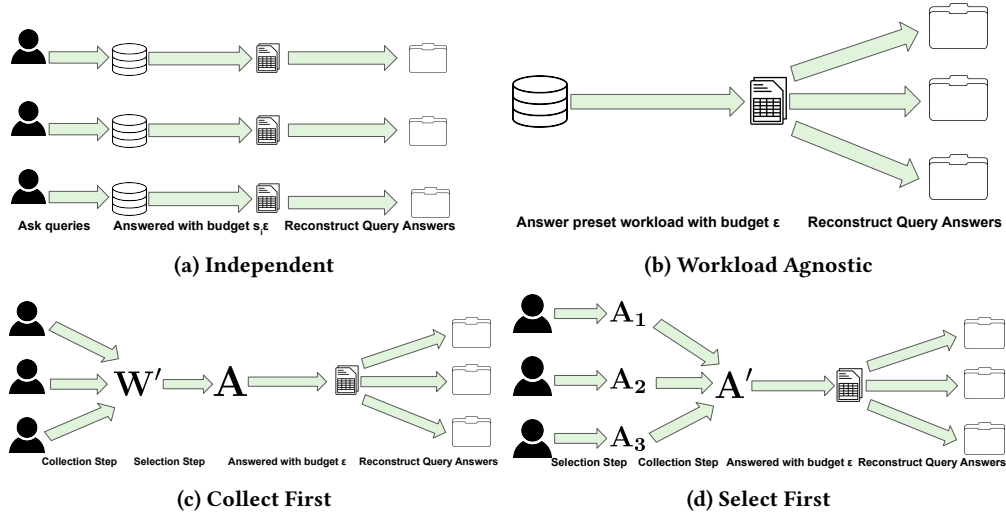 Ask queries Answered with budget sᵢε Reconstruct Query Answers
(a) Independent
Answer preset workload with budget ε Reconstruct Query Answers
(b) Workload Agnostic
W′ A
Collection Step Selection Step Answered with budget ε Reconstruct Query Answers
(c) Collect First
A₁
A₂ A′
A₃
Selection Step Collection Step Answered with budget ε Reconstruct Query Answers
(d) Select First